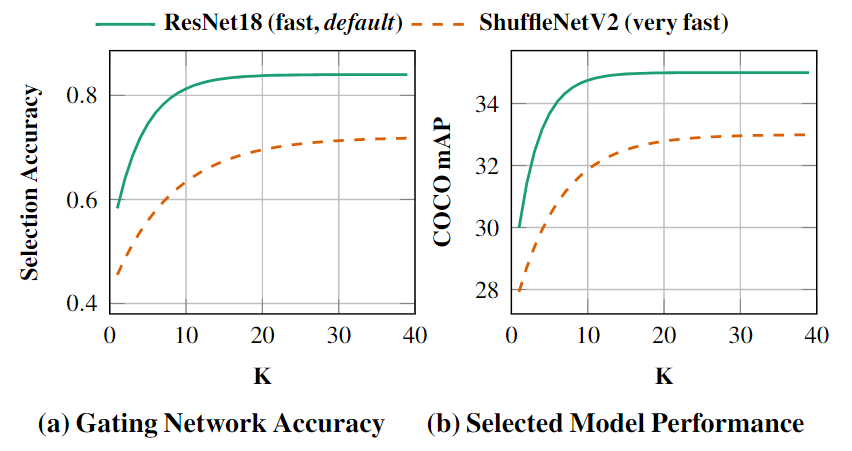 ResNet18 (fast, default) ShuffleNetV2 (very fast)
Selection Accuracy
0.8
0.6
0.4
0 10 20 30 40
K
(a) Gating Network Accuracy
COCO mAP
34
32
30
28
0 10 20 30 40
K
(b) Selected Model Performance